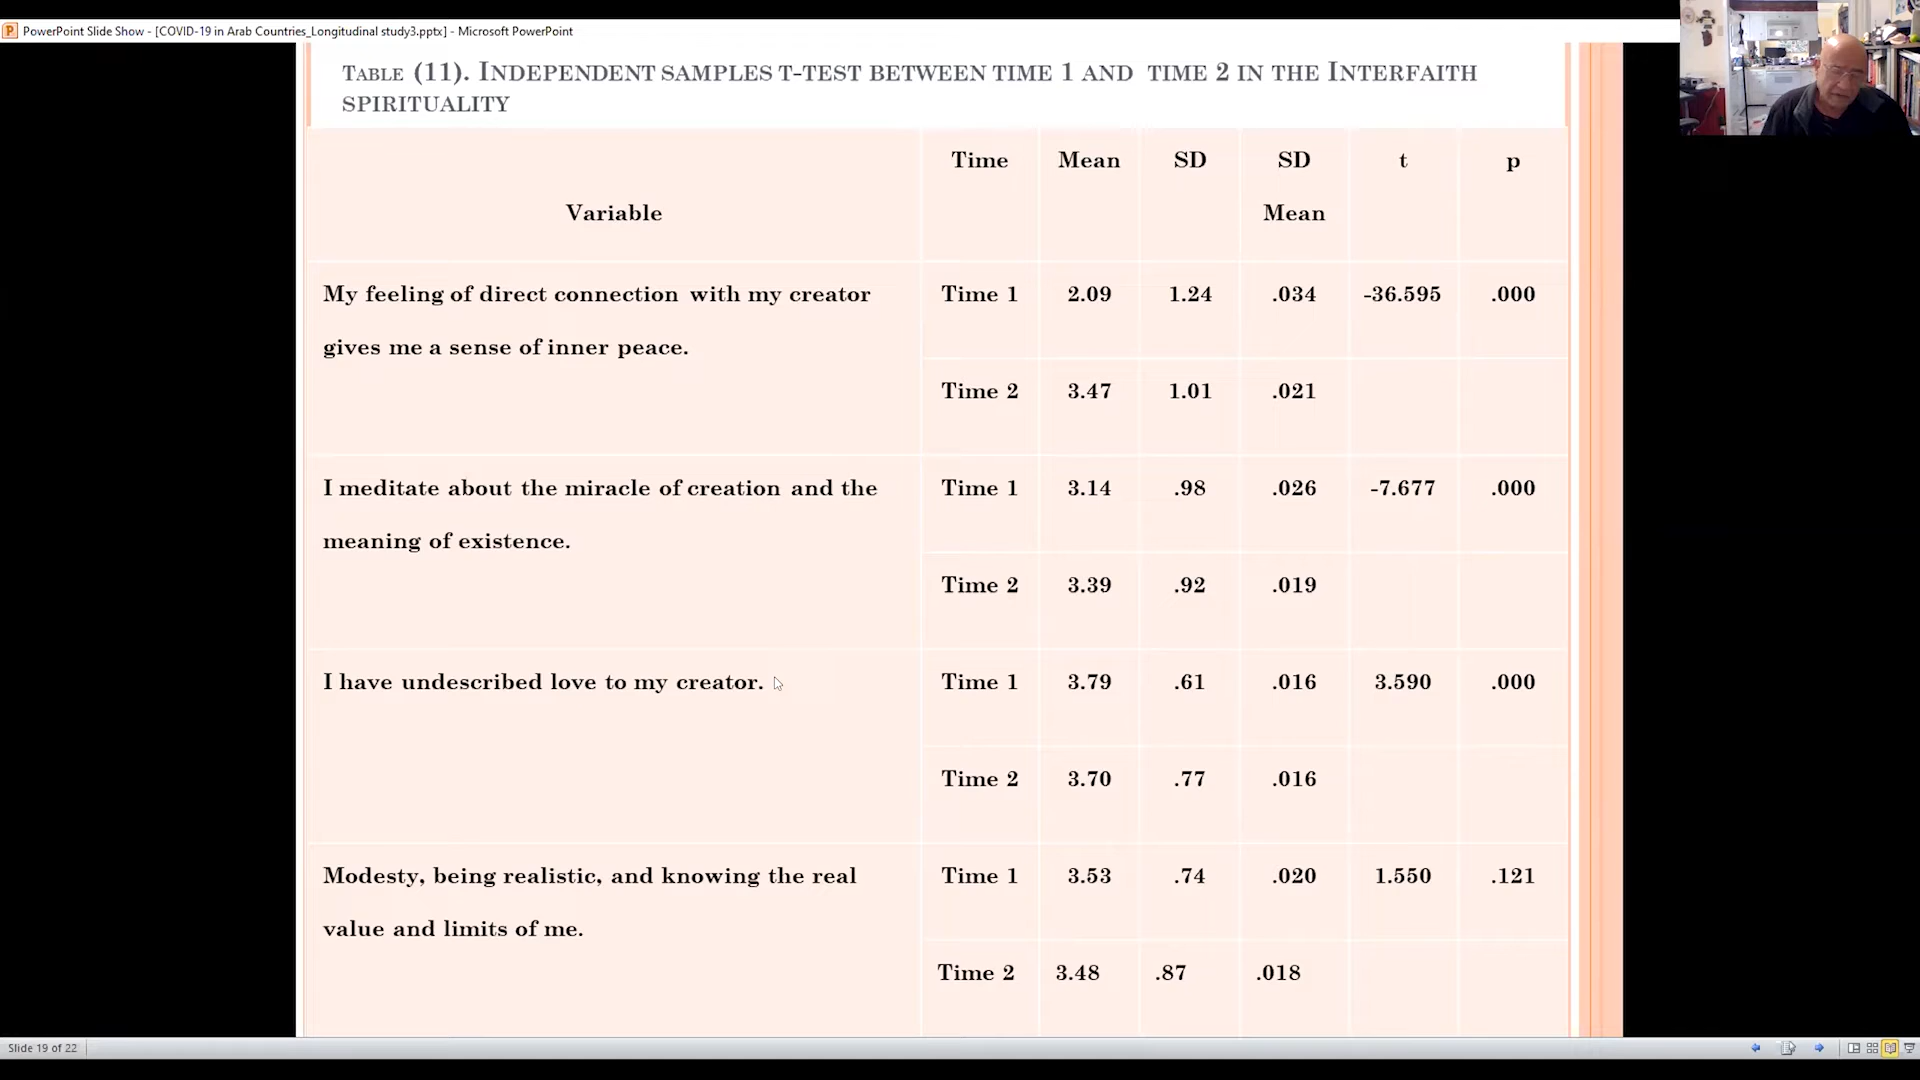 PowerPoint Slide Show - [COVID-19 in Arab Countries_Longitudinal study3.pptx] - Microsoft PowerPoint
TABLE (11). INDEPENDENT SAMPLES T-TEST BETWEEN TIME 1 AND TIME 2 IN THE INTERFAITH
SPIRITUALITY
Time Mean SD SD t p
Variable Mean
My feeling of direct connection with my creator Time 1 2.09 1.24 .034 -36.595 .000
gives me a sense of inner peace.
Time 2 3.47 1.01 .021
I meditate about the miracle of creation and the Time 1 3.14 .98 .026 -7.677 .000
meaning of existence.
Time 2 3.39 .92 .019
I have undescribed love to my creator. Time 1 3.79 .61 .016 3.590 .000
Time 2 3.70 .77 .016
Modesty, being realistic, and knowing the real Time 1 3.53 .74 .020 1.550 .121
value and limits of me.
Time 2 3.48 .87 .018
Slide 19 of 22